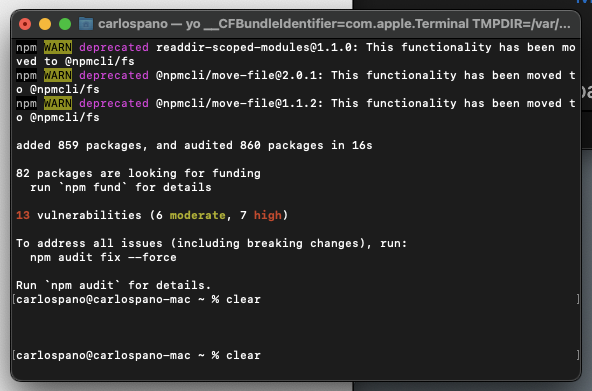 carlospano — yo __CFBundleIdentifier=com.apple.Terminal TMPDIR=/var/...
npm WARN deprecated readdir-scoped-modules@1.1.0: This functionality has been mo
ved to @npmcli/fs
npm WARN deprecated @npmcli/move-file@2.0.1: This functionality has been moved t
o @npmcli/fs
npm WARN deprecated @npmcli/move-file@1.1.2: This functionality has been moved t
o @npmcli/fs
added 859 packages, and audited 860 packages in 16s
82 packages are looking for funding
  run `npm fund` for details
13 vulnerabilities (6 moderate, 7 high)
To address all issues (including breaking changes), run:
  npm audit fix --force
Run `npm audit` for details.
[carlospano@carlospano-mac ~ % clear ]
[carlospano@carlospano-mac ~ % clear ]